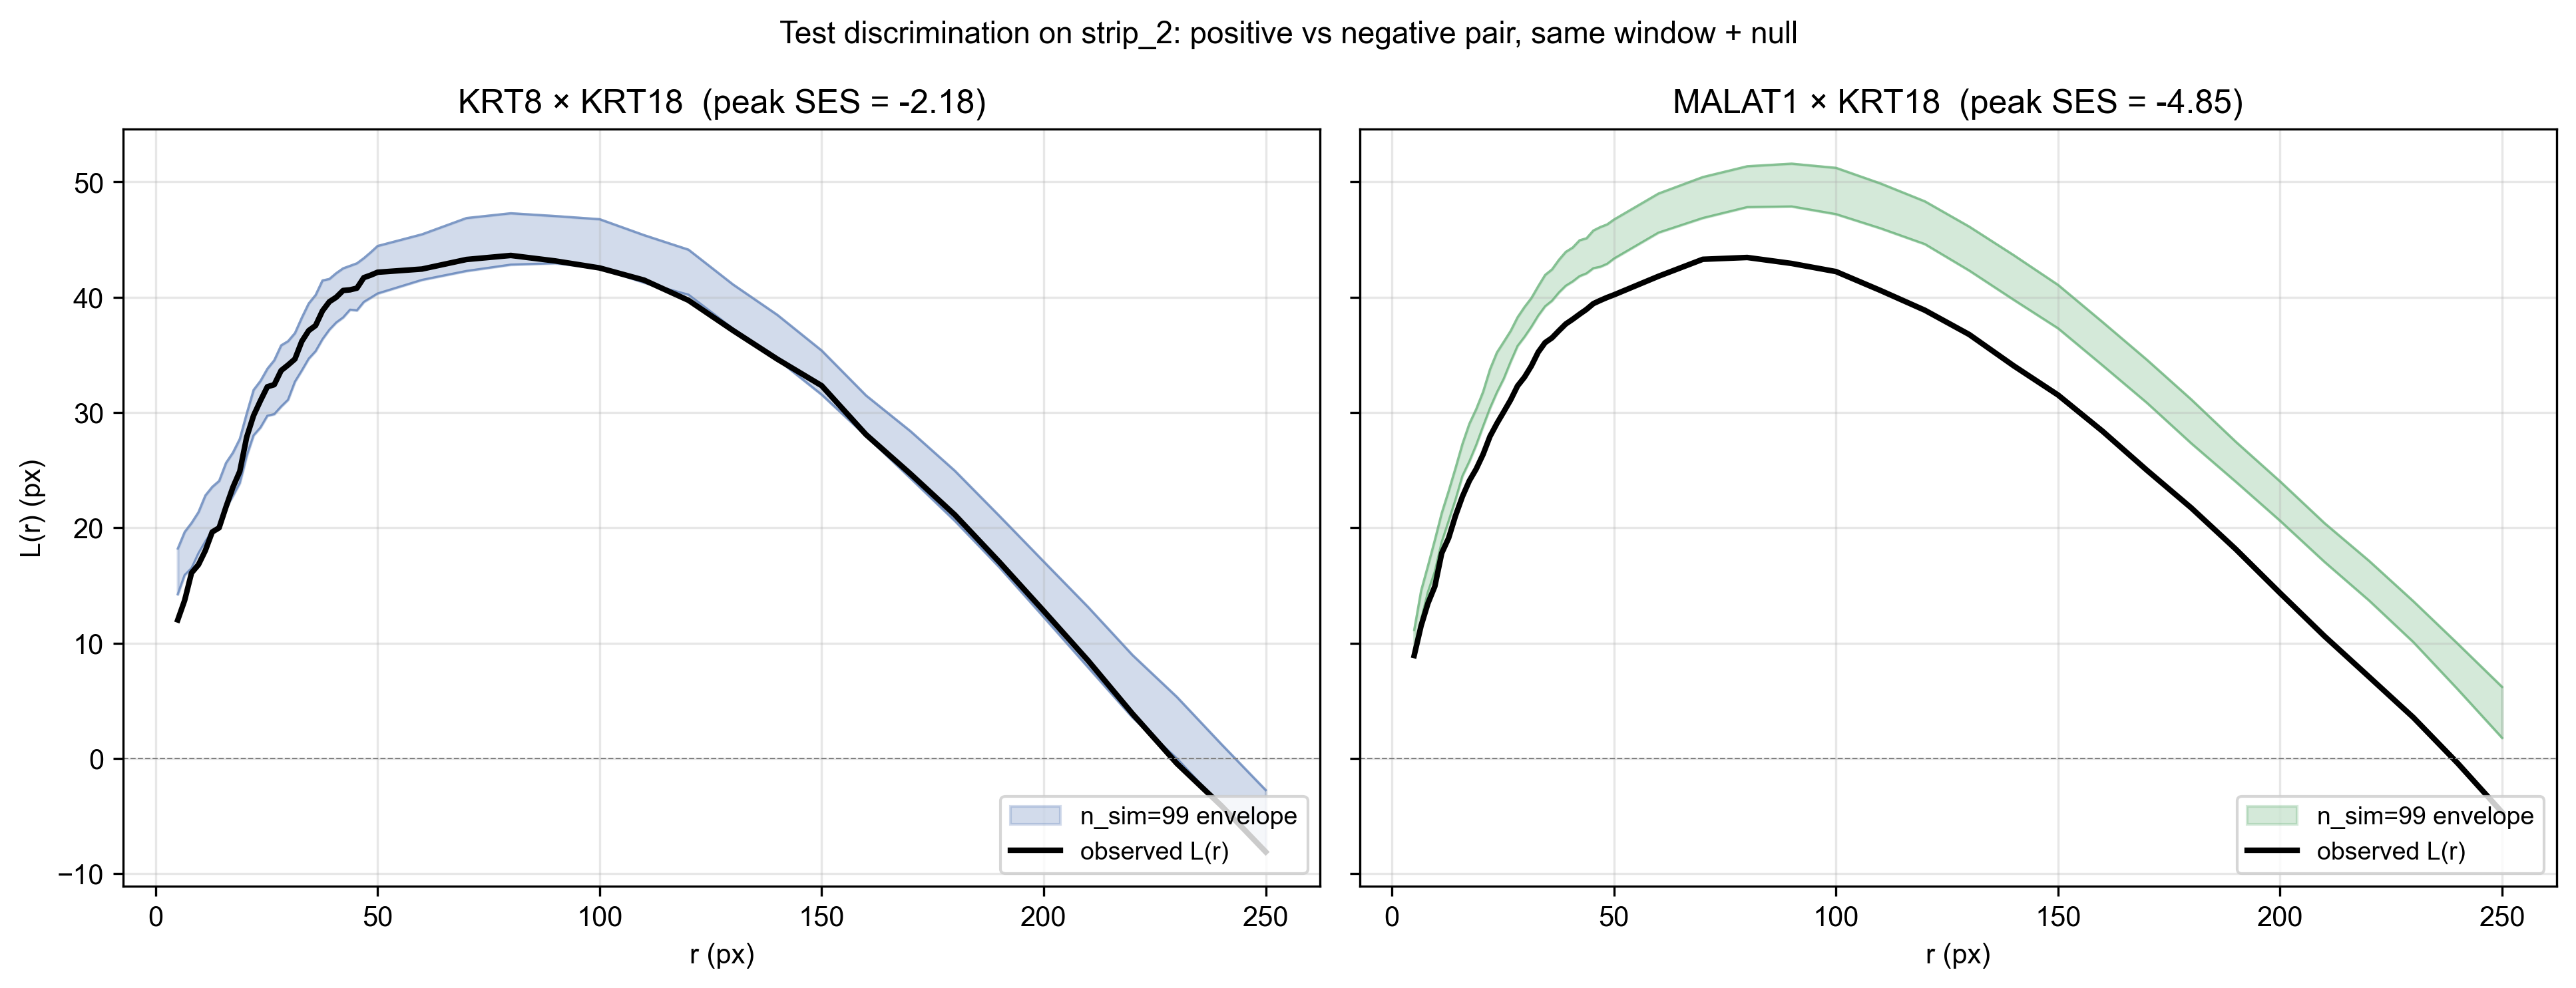 Test discrimination on strip_2: positive vs negative pair, same window + null
KRT8 × KRT18 (peak SES = -2.18)
L(r) (px)
50
40
30
20
10
0
−10
0
50
100
150
200
250
r (px)
n_sim=99 envelope
observed L(r)
MALAT1 × KRT18 (peak SES = -4.85)
0
50
100
150
200
250
r (px)
n_sim=99 envelope
observed L(r)